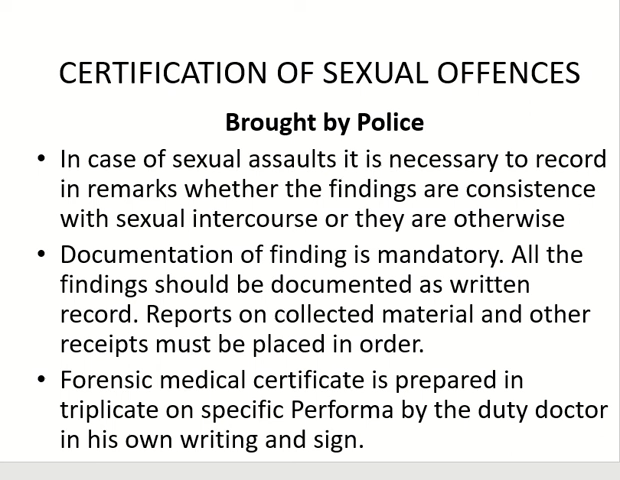 CERTIFICATION OF SEXUAL OFFENCES
Brought by Police
• In case of sexual assaults it is necessary to record
in remarks whether the findings are consistence
with sexual intercourse or they are otherwise
• Documentation of finding is mandatory. All the
findings should be documented as written
record. Reports on collected material and other
receipts must be placed in order.
• Forensic medical certificate is prepared in
triplicate on specific Performa by the duty doctor
in his own writing and sign.